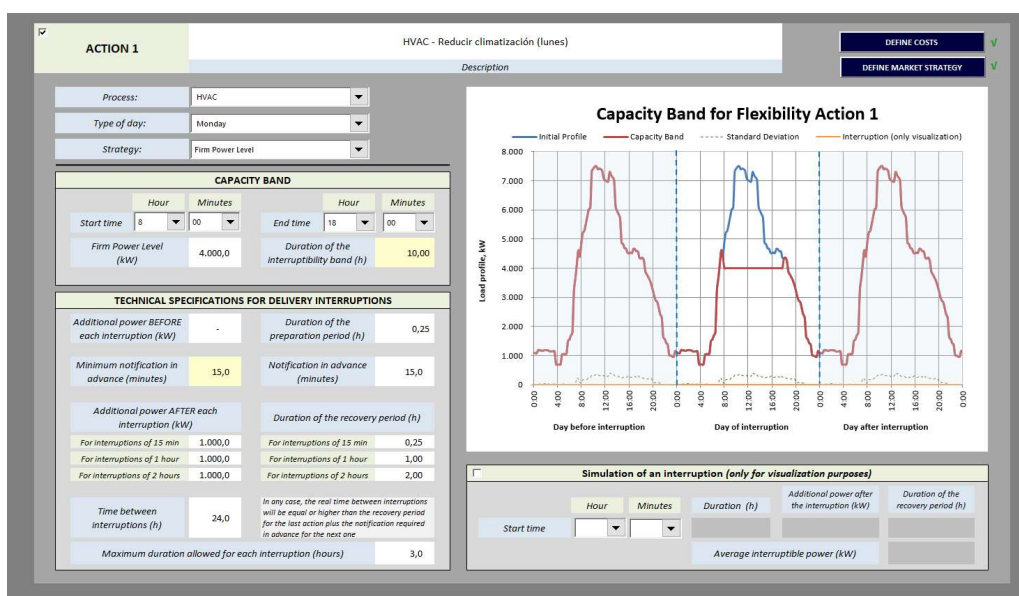 ACTION 1
HVAC - Reducir climatización (lunes)
Description
DEFINE COSTS √
DEFINE MARKET STRATEGY √
Process: HVAC
Type of day: Monday
Strategy: Firm Power Level
CAPACITY BAND
Hour Minutes Hour Minutes
Start time 8 00 End time 18 00
Firm Power Level
(kW)
4.000,0
Duration of the
interruptibility band (h)
10,00
TECHNICAL SPECIFICATIONS FOR DELIVERY INTERRUPTIONS
Additional power BEFORE
each interruption (kW)
-
Duration of the
preparation period (h)
0,25
Minimum notification in
advance (minutes)
15,0
Notification in advance
(minutes)
15,0
Additional power AFTER each
interruption (kW)
Duration of the recovery period (h)
For interruptions of 15 min 1.000,0 For interruptions of 15 min 0,25
For interruptions of 1 hour 1.000,0 For interruptions of 1 hour 1,00
For interruptions of 2 hours 1.000,0 For interruptions of 2 hours 2,00
Time between
interruptions (h)
24,0
In any case, the real time between interruptions
will be equal or higher than the recovery period
for the last action plus the notification required
in advance for the next one
Maximum duration allowed for each interruption (hours) 3,0
Capacity Band for Flexibility Action 1
Initial Profile Capacity Band Standard Deviation Interruption (only visualization)
Load profile, kW
8.000
7.000
6.000
5.000
4.000
3.000
2.000
1.000
0
0:00 4:00 8:00 12:00 16:00 20:00 0:00 4:00 8:00 12:00 16:00 20:00 0:00 4:00 8:00 12:00 16:00 20:00 0:00
Day before interruption Day of interruption Day after interruption
Simulation of an interruption (only for visualization purposes)
Hour Minutes Duration (h)
Additional power after
the interruption (kW)
Duration of the
recovery period (h)
Start time
Average interruptible power (kW)